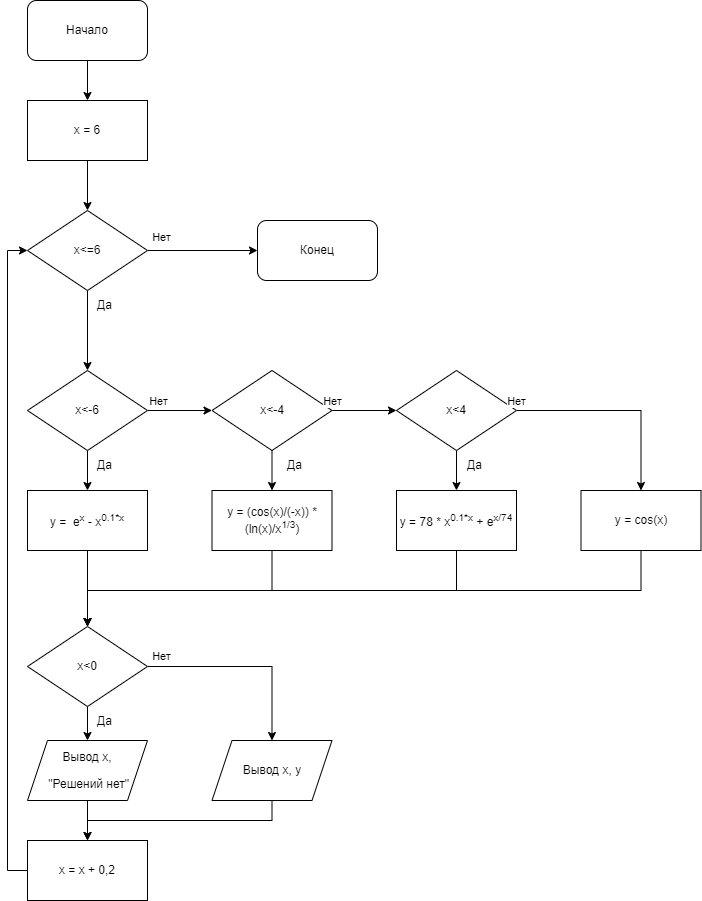 Начало
x = 6
x<=6
Нет
Конец
Да
x<-6
Нет
x<-4
Нет
x<4
Нет
Да
Да
Да
y = e^x - x^0.1*x
y = (cos(x)/(-x)) *
(ln(x)/x^1/3)
y = 78 * x^0.1*x + e^x/74
y = cos(x)
x<0
Нет
Да
Вывод x,
"Решений нет"
Вывод x, y
x = x + 0,2